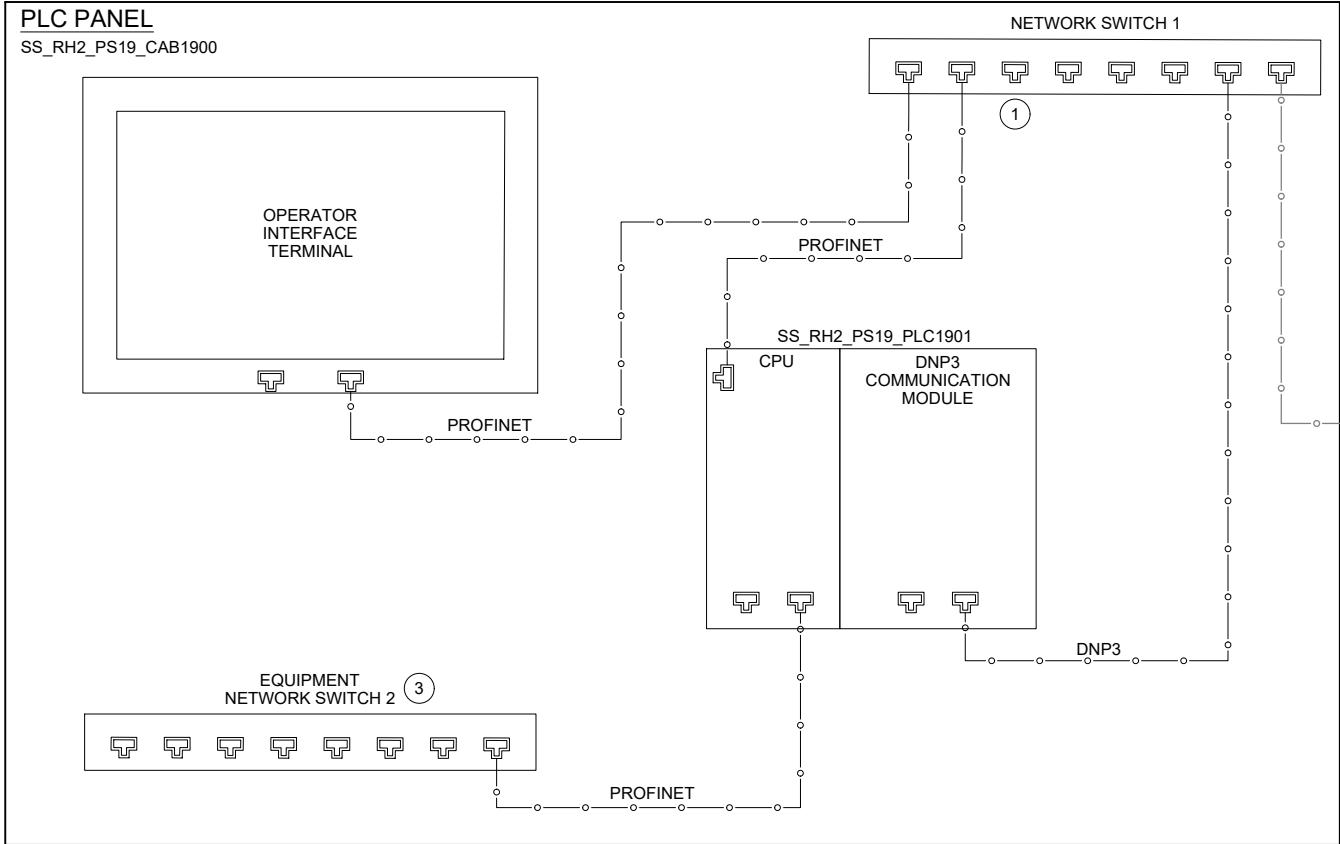 PLC PANEL
SS_RH2_PS19_CAB1900
NETWORK SWITCH 1
1
OPERATOR
INTERFACE
TERMINAL
PROFINET
SS_RH2_PS19_PLC1901
CPU
DNP3
COMMUNICATION
MODULE
PROFINET
DNP3
EQUIPMENT
NETWORK SWITCH 2
3
PROFINET